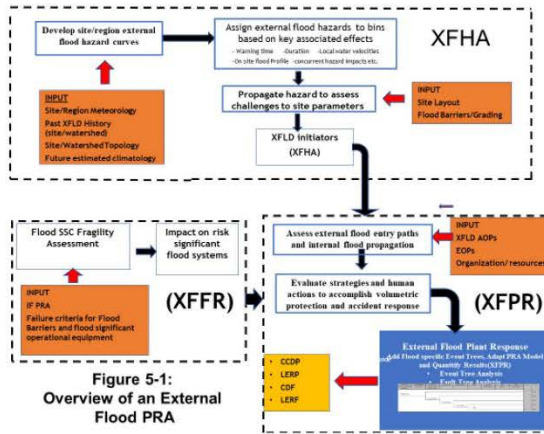 Develop site/region external
flood hazard curves
Assign external flood hazards to bins
based on key associated effects
- Warning time -Duration -Local water velocities
-On site flood Profile -concurrent hazard impacts etc.
XFHA
INPUT
Site/Region Meteorology
Past XFLD History
(site/watershed)
Site/Watershed Topology
Future estimated climatology
Propagate hazard to assess
challenges to site parameters
INPUT
Site Layout
Flood Barriers/Grading
XFLD initiators
(XFHA)
Flood SSC Fragility
Assessment
Impact on risk
significant
flood systems
INPUT
IF PRA
Failure criteria for Flood
Barriers and flood significant
operational equipment
(XFFR)
Assess external flood entry paths
and internal flood propagation
INPUT
XFLD AOPs
EOPs
Organization/ resources
Evaluate strategies and human
actions to accomplish volumetric
protection and accident response
(XFPR)
External Flood Plant Response
Add Flood specific Event Trees, Adapt PRA Model
and Quantify Results(XFPR)
• Event Tree Analysis
• Fault Tree Analysis
• CCDP
• LERP
• CDF
• LERF
Figure 5-1:
Overview of an External
Flood PRA